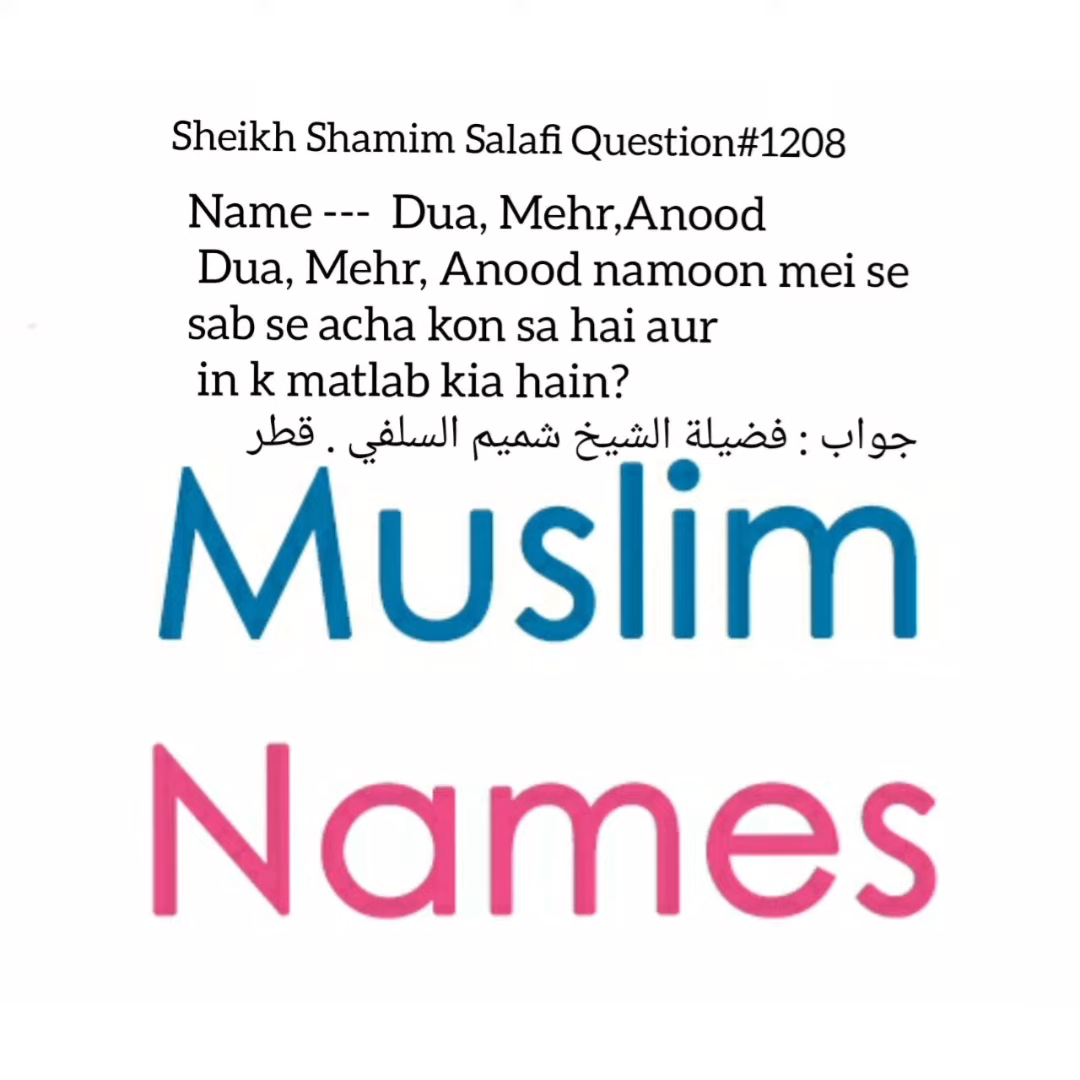 Sheikh Shamim Salafi Question#1208
Name --- Dua, Mehr,Anood
Dua, Mehr, Anood namoon mei se
sab se acha kon sa hai aur
in k matlab kia hain?
جواب : فضيلة الشيخ شميم السلفي . قطر
Muslim
Names